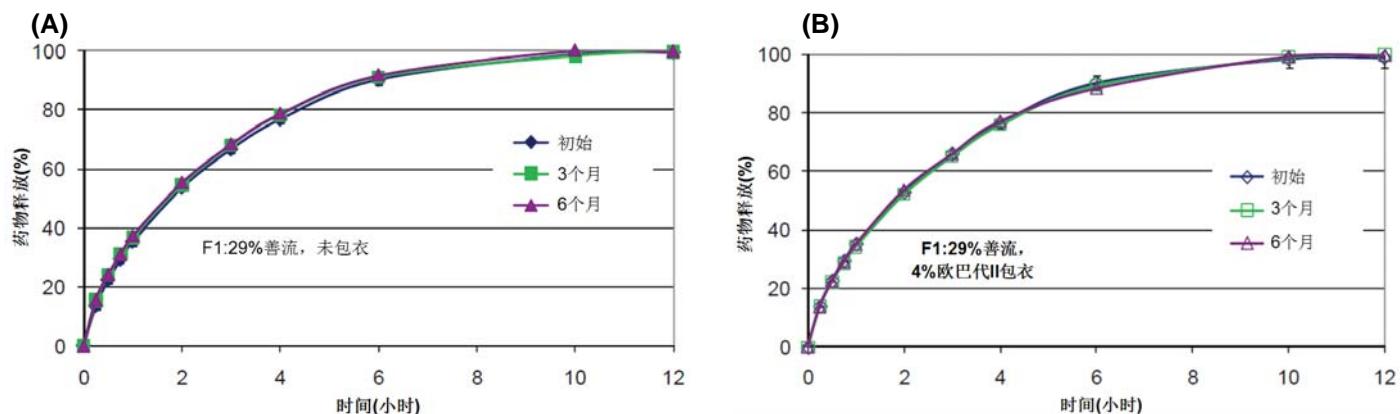 (A)
药物释放(%)
100
80
60
40
20
0
初始
3个月
6个月
F1:29%善流，未包衣
0 2 4 6 8 10 12
时间(小时)
(B)
药物释放(%)
100
80
60
40
20
0
初始
3个月
6个月
F1:29%善流，
4%欧巴代II包衣
0 2 4 6 8 10 12
时间(小时)